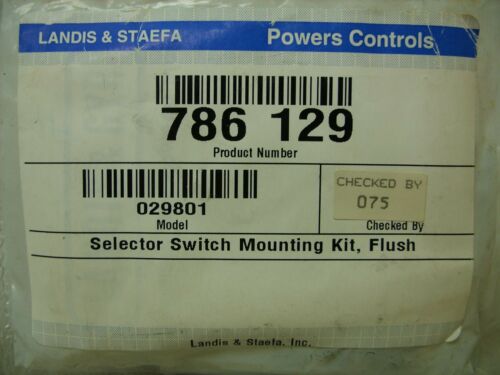 LANDIS & STAEFA Powers Controls
786 129
Product Number
029801
Model
CHECKED BY
075
Checked By
Selector Switch Mounting Kit, Flush
Landis & Staefa, Inc.